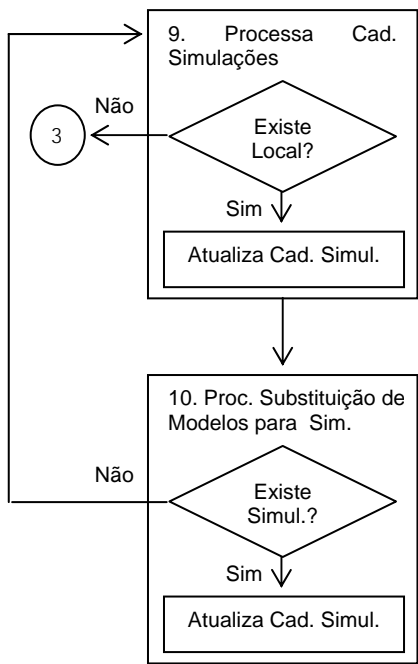 9. Processa Cad.
Simulações
Não
3
Existe
Local?
Sim
Atualiza Cad. Simul.
10. Proc. Substituição de
Modelos para Sim.
Não
Existe
Simul.?
Sim
Atualiza Cad. Simul.